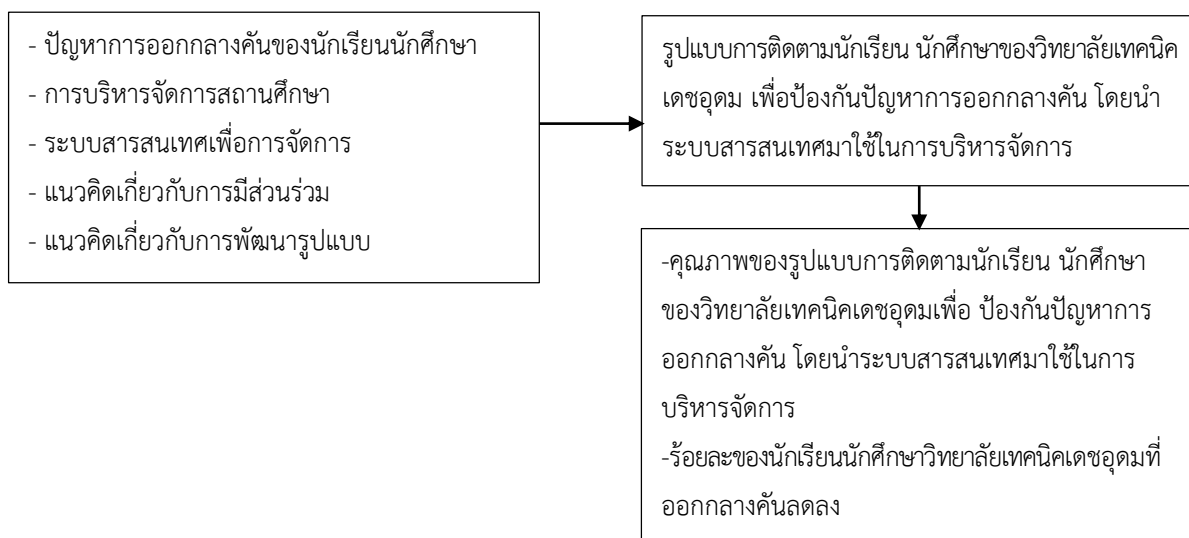 - ปัญหาการออกกลางคันของนักเรียนนักศึกษา
- การบริหารจัดการสถานศึกษา
- ระบบสารสนเทศเพื่อการจัดการ
- แนวคิดเกี่ยวกับการมีส่วนร่วม
- แนวคิดเกี่ยวกับการพัฒนารูปแบบ
รูปแบบการติดตามนักเรียน นักศึกษาของวิทยาลัยเทคนิค
เดชอุดม เพื่อป้องกันปัญหาการออกกลางคัน โดยนำ
ระบบสารสนเทศมาใช้ในการบริหารจัดการ
-คุณภาพของรูปแบบการติดตามนักเรียน นักศึกษา
ของวิทยาลัยเทคนิคเดชอุดมเพื่อ ป้องกันปัญหาการ
ออกกลางคัน โดยนำระบบสารสนเทศมาใช้ในการ
บริหารจัดการ
-ร้อยละของนักเรียนนักศึกษาวิทยาลัยเทคนิคเดชอุดมที่
ออกกลางคันลดลง